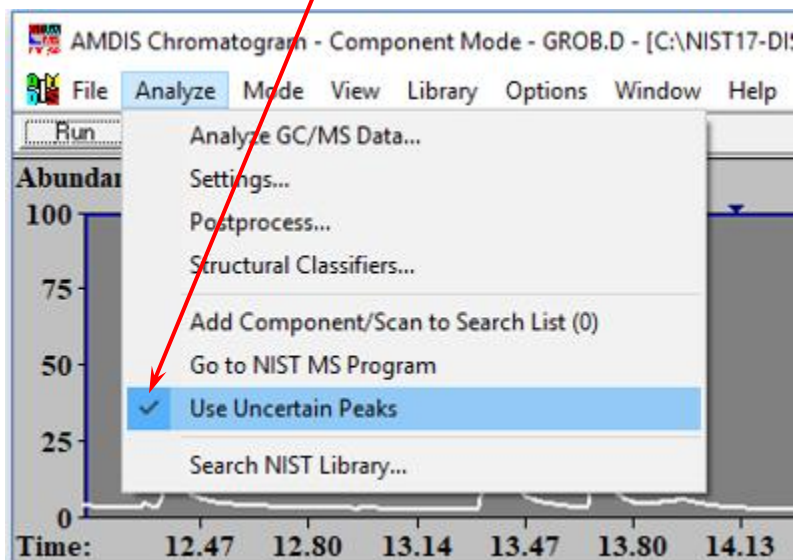 AMDIS Chromatogram - Component Mode - GROB.D - [C:\NIST17-DIS
File Analyze Mode View Library Options Window Help
Run
Analyze GC/MS Data...
Abundan
Settings...
100
Postprocess...
Structural Classifiers...
75
Add Component/Scan to Search List (0)
50
Go to NIST MS Program
Use Uncertain Peaks
25
Search NIST Library...
0
Time: 12.47 12.80 13.14 13.47 13.80 14.13